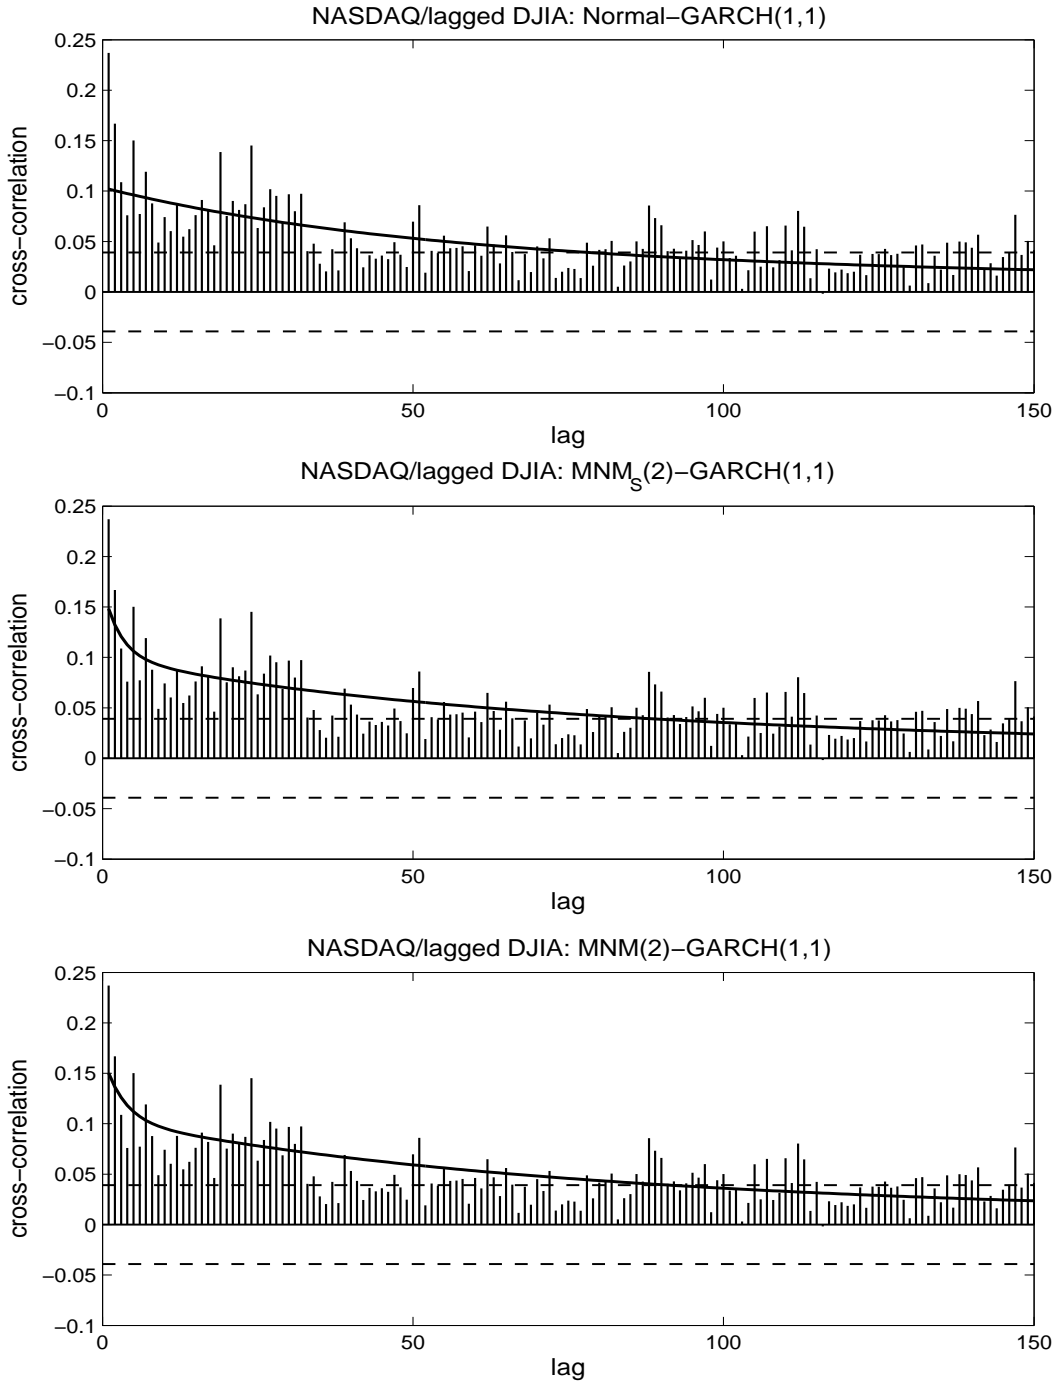 NASDAQ/lagged DJIA: Normal−GARCH(1,1)
0.25
0.2
0.15
0.1
0.05
0
−0.05
−0.1
cross−correlation
0 50 100 150
lag
NASDAQ/lagged DJIA: MNM_S(2)−GARCH(1,1)
0.25
0.2
0.15
0.1
0.05
0
−0.05
−0.1
cross−correlation
0 50 100 150
lag
NASDAQ/lagged DJIA: MNM(2)−GARCH(1,1)
0.25
0.2
0.15
0.1
0.05
0
−0.05
−0.1
cross−correlation
0 50 100 150
lag